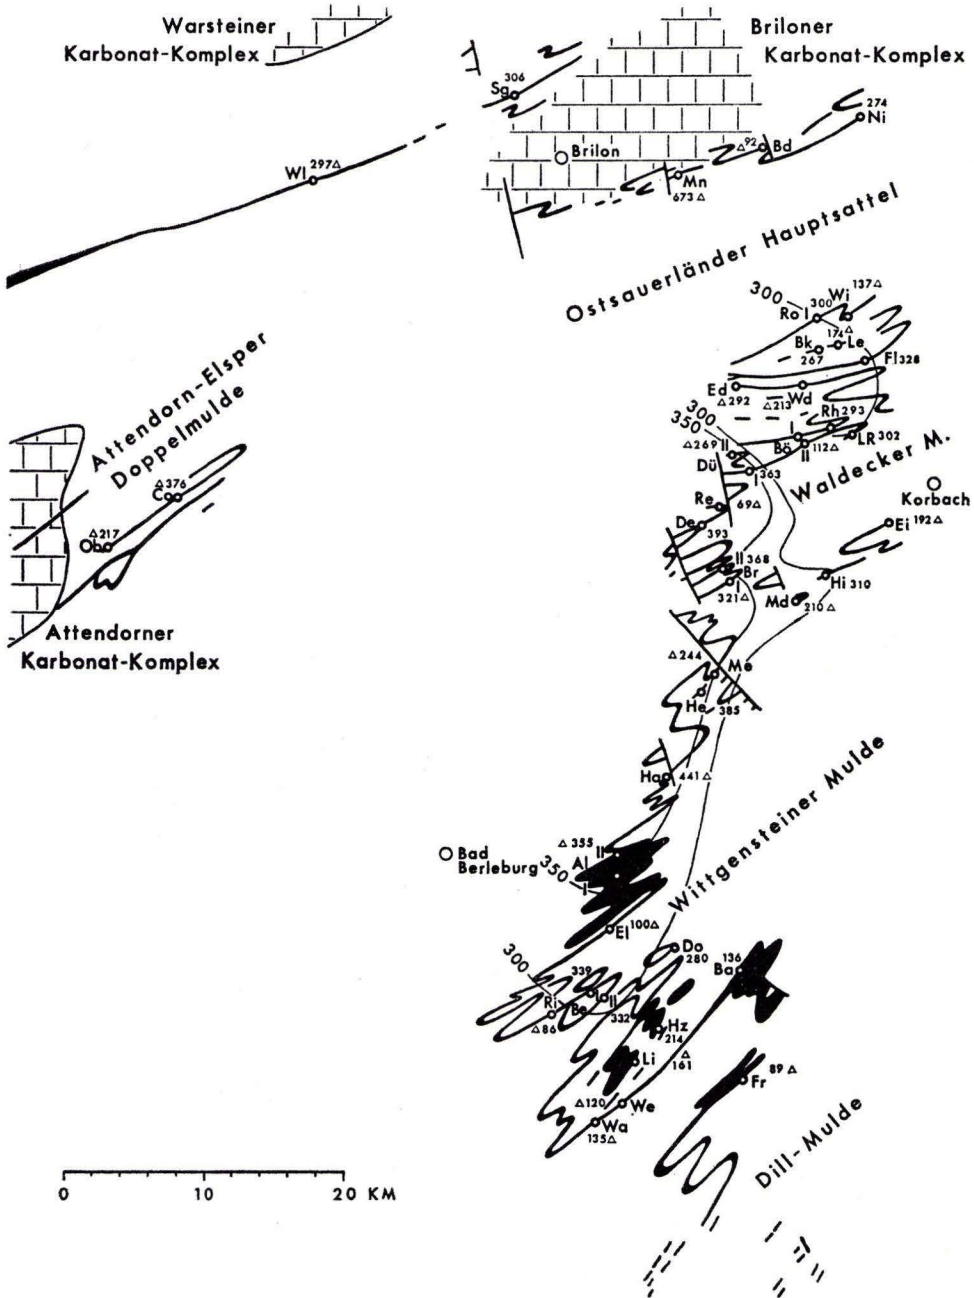 Warsteiner
Karbonat-Komplex
Briloner
Karbonat-Komplex
306
Sg
274
Ni
△92 Bd
Brilon
Mn
673△
Wl 297△
Ostsauerländer Hauptsattel
300
300
Ro I
Wi 137△
174△
Bk
Le
267
Fl 328
Ed
△292
△213
Wd
300
350
Rh 293
I
Bö
II
112△
LR 302
△269 II
Dü
I 363
Waldecker M.
Korbach
Attendorn-Elsper
Doppelmulde
△376
C
△217
Ob
Attendorner
Karbonat-Komplex
Re
69△
De
393
Ei 192△
II 368
Br
I
321△
Md
210△
Hi 310
△244
Me
He
385
Ha
441△
Wittgensteiner Mulde
△355 II
Al
I
Bad
Berleburg
350
El 100△
300
Do
280
136
Ba
339
Ri
Be
I
II
332
△86
Hz
214
△
161
Li
Fr
89△
△120
We
Wa
135△
Dill-Mulde
0 10 20 KM